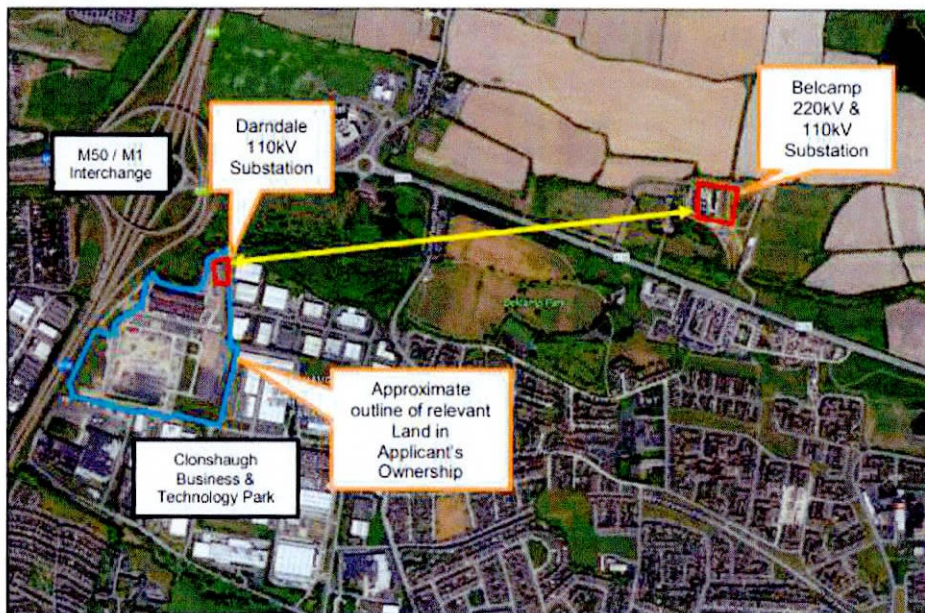 M50 / M1
Interchange
Darndale
110kV
Substation
Belcamp
220kV &
110kV
Substation
Belcamp Park
Approximate
outline of relevant
Land in
Applicant's
Ownership
Clonshaugh
Business &
Technology Park